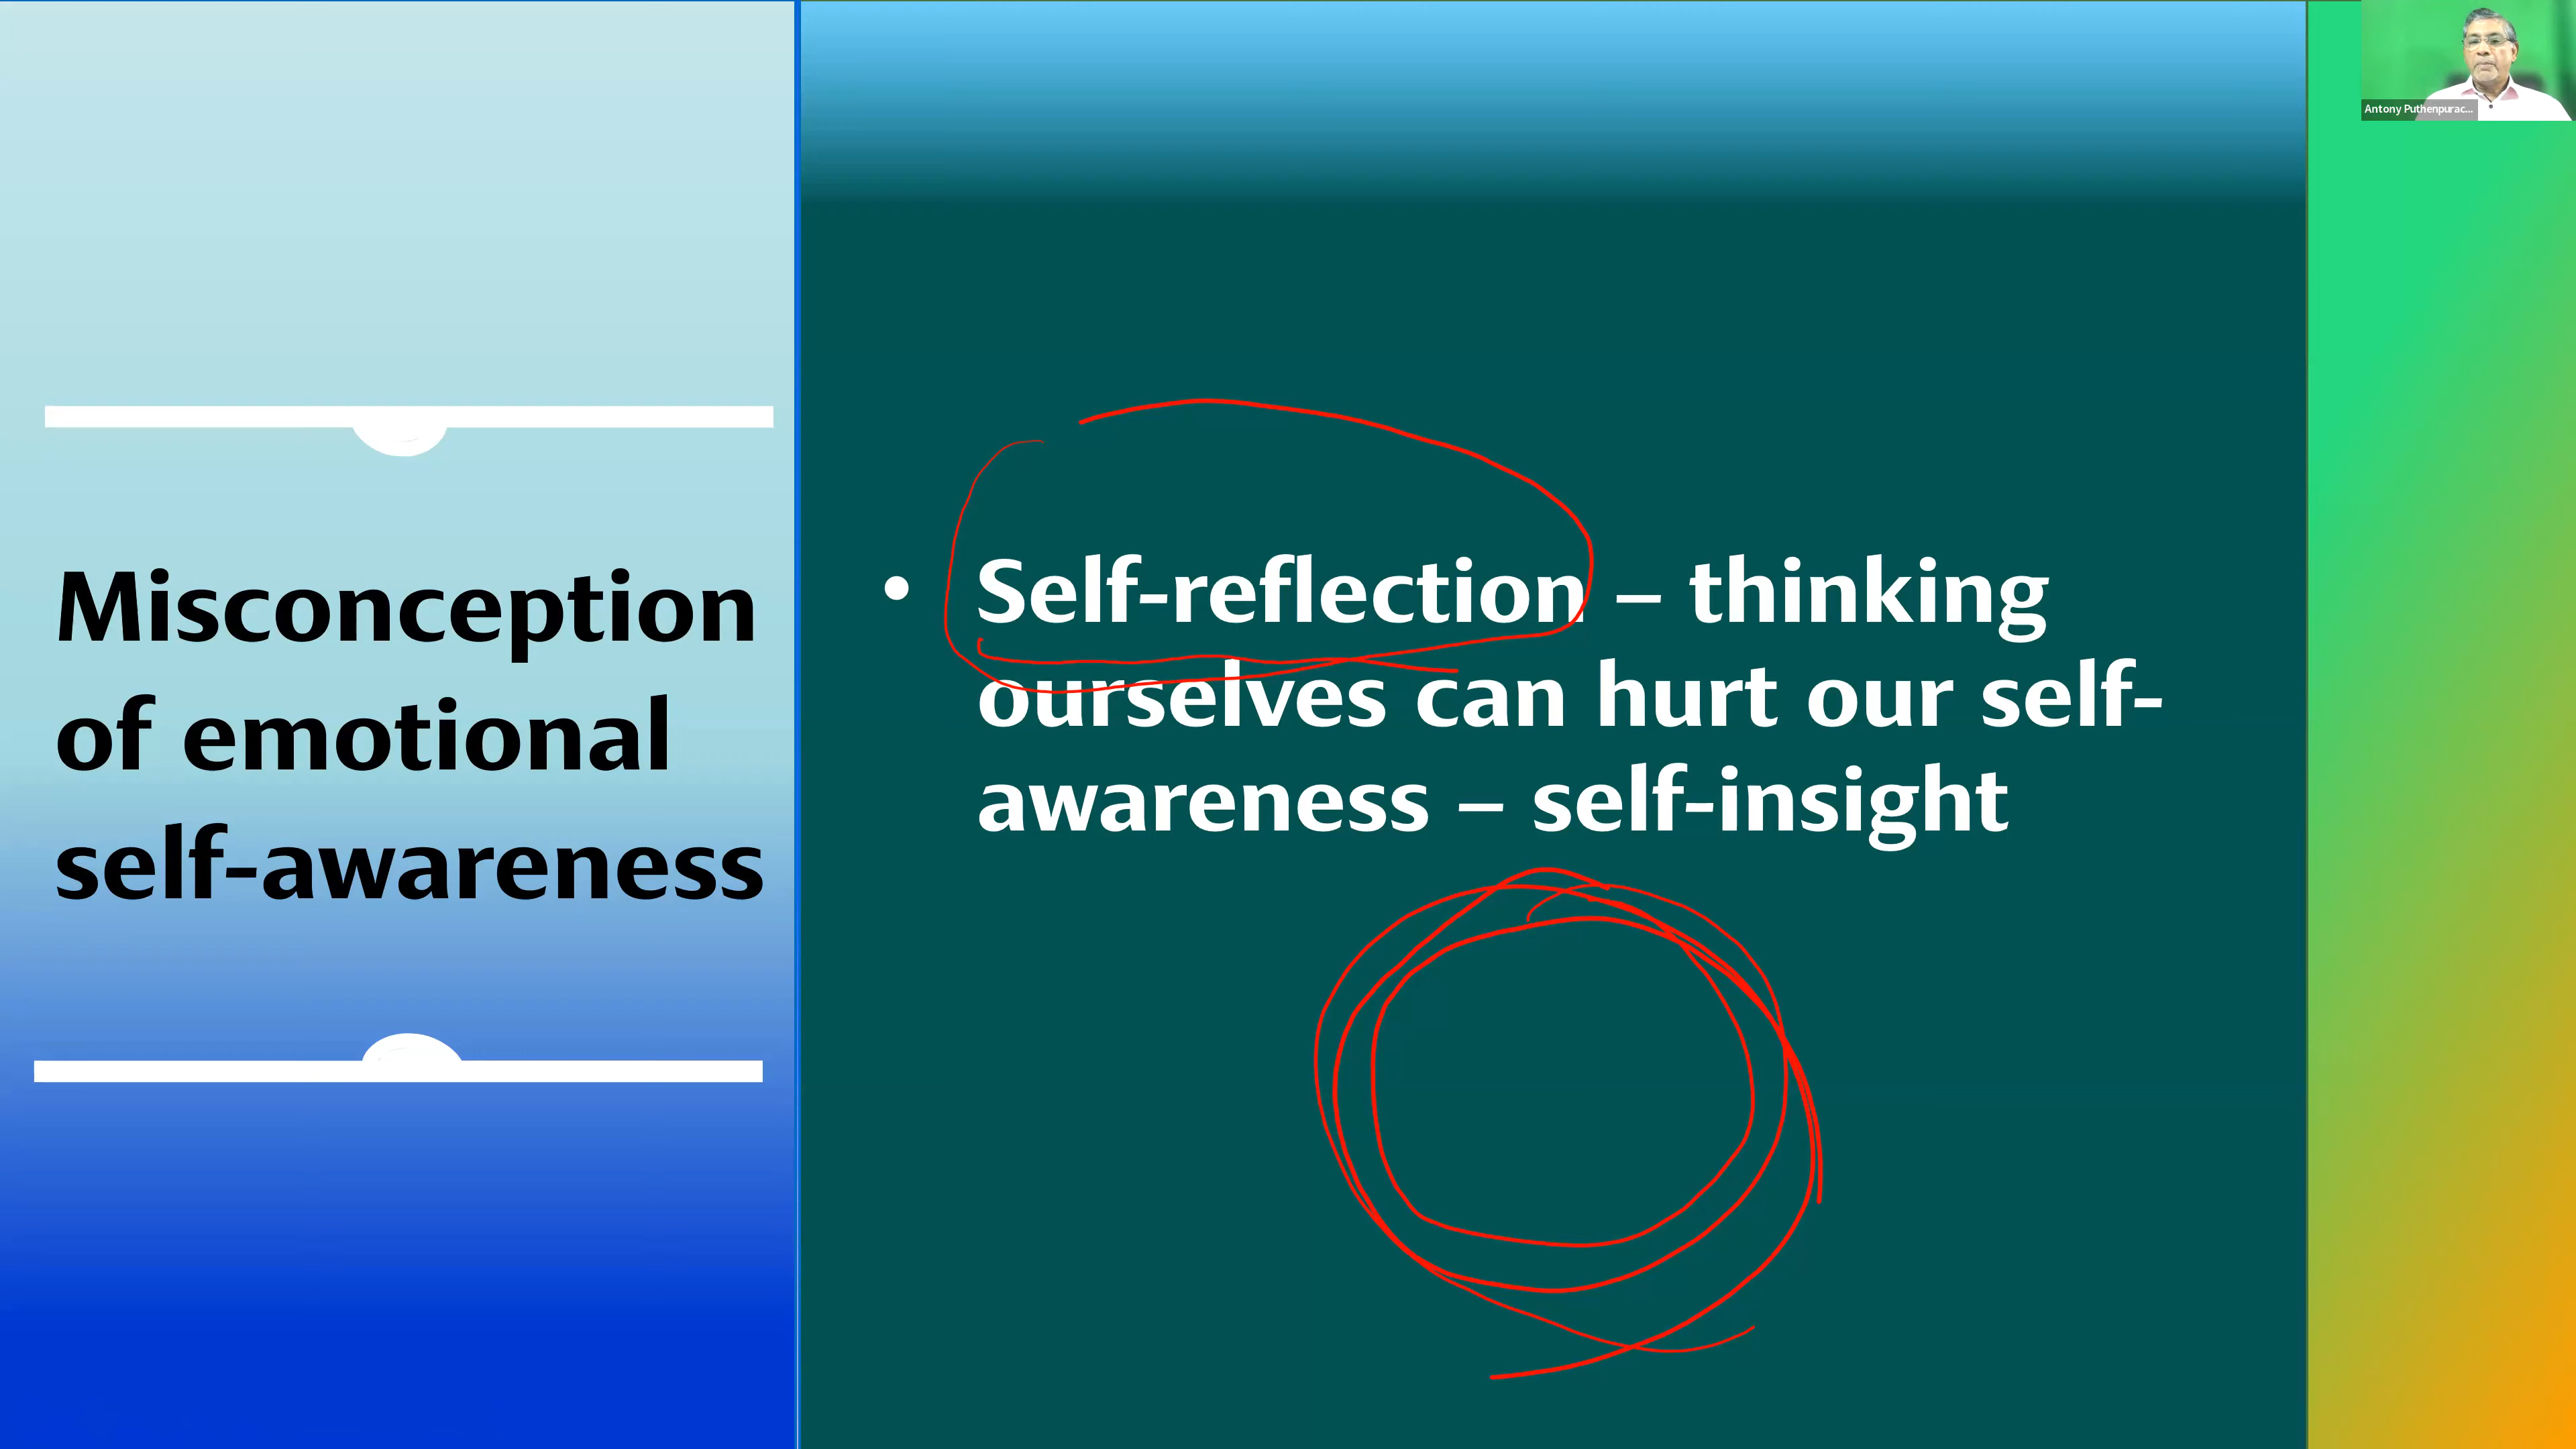 Misconception
of emotional
self-awareness
• Self-reflection – thinking
ourselves can hurt our self-
awareness – self-insight
Antony Puthenpurac...